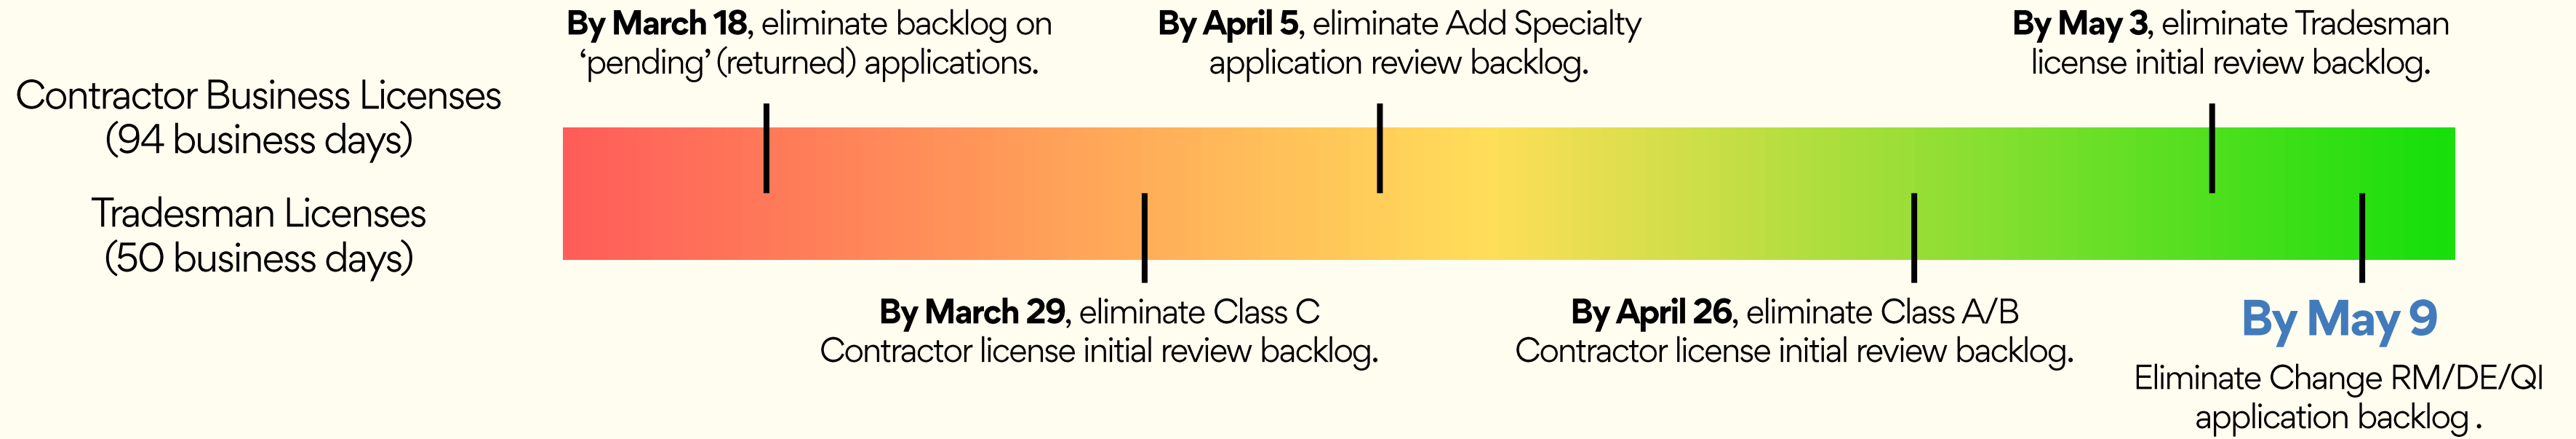 Contractor Business Licenses
(94 business days)
Tradesman Licenses
(50 business days)
By March 18, eliminate backlog on
‘pending’ (returned) applications.
By March 29, eliminate Class C
Contractor license initial review backlog.
By April 5, eliminate Add Specialty
application review backlog.
By April 26, eliminate Class A/B
Contractor license initial review backlog.
By May 3, eliminate Tradesman
license initial review backlog.
By May 9
Eliminate Change RM/DE/QI
application backlog .